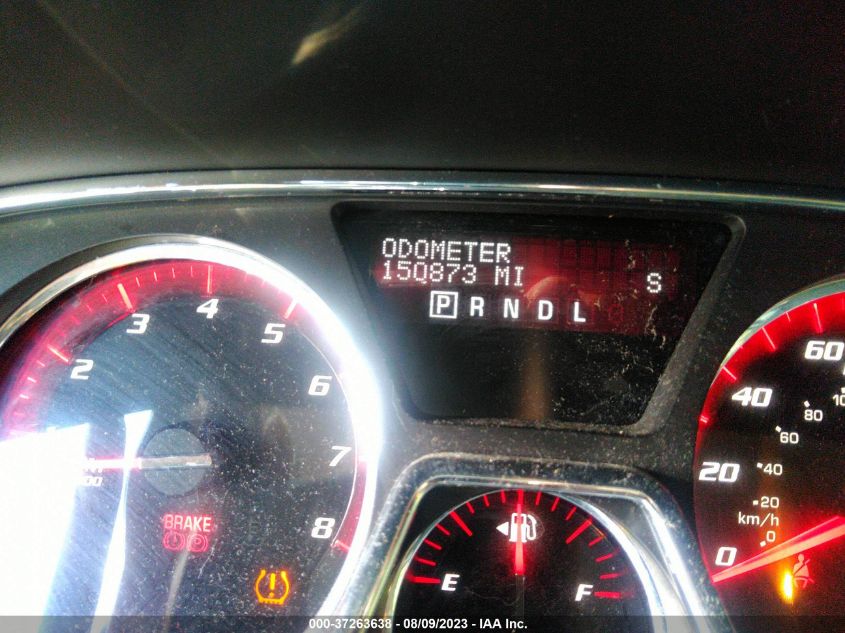 ODOMETER
150873 MI
S
P R N D L
2 3 4 5 6 7 8
BRAKE
P
E F
0 20 40 60
km/h
0 20 40 60 80
000-37263638 - 08/09/2023 - IAA Inc.